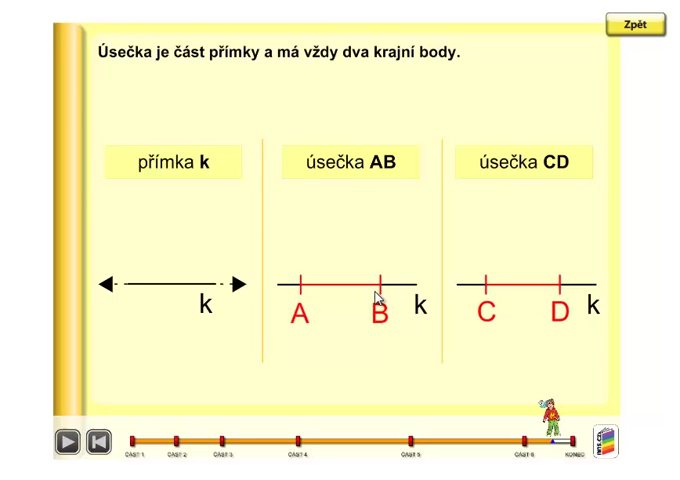 Zpět
Úsečka je část přímky a má vždy dva krajní body.
přímka k
úsečka AB
úsečka CD
k
A
B
k
C
D
k
ČÁST 1.
ČÁST 2.
ČÁST 3.
ČÁST 4.
ČÁST 5.
ČÁST 6.
KONEC